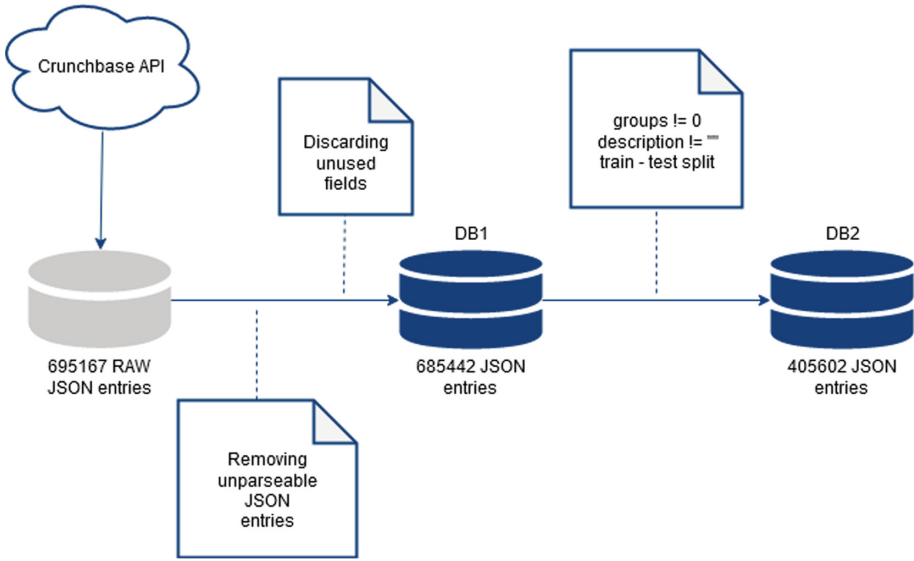 Crunchbase API
Discarding
unused
fields
groups != 0
description != ""
train - test split
DB1
DB2
695167 RAW
JSON entries
685442 JSON
entries
405602 JSON
entries
Removing
unparseable
JSON
entries